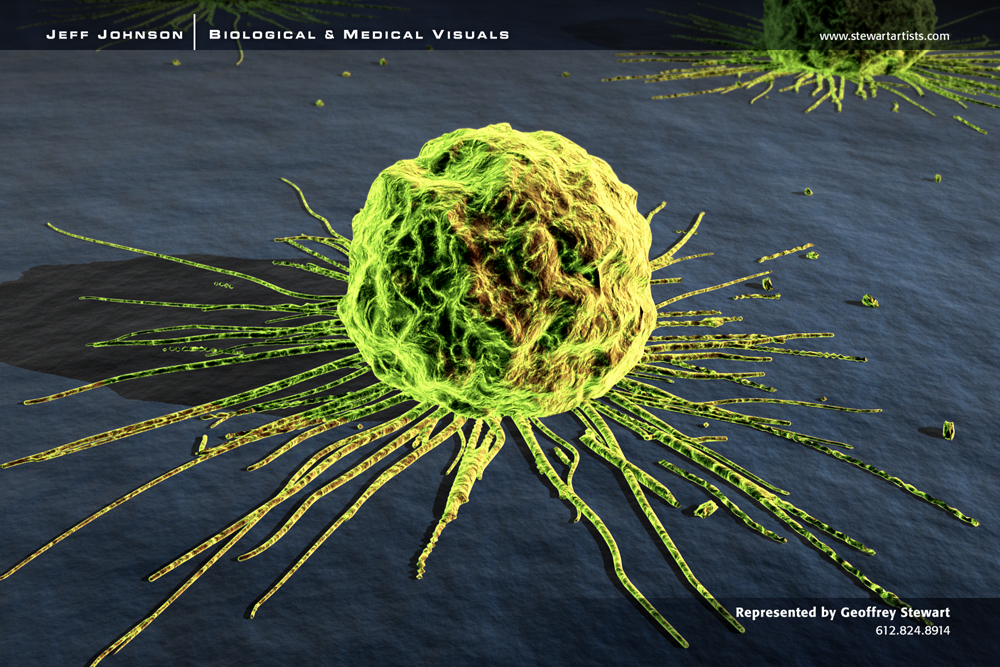 JEFF JOHNSON | BIOLOGICAL & MEDICAL VISUALS
www.stewartartists.com
Represented by Geoffrey Stewart
612.824.8914